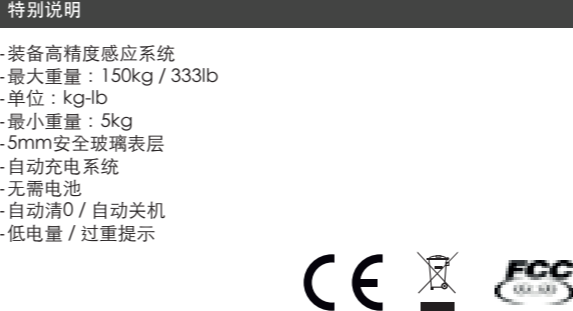 特别说明
-装备高精度感应系统
-最大重量：150kg / 333lb
-单位：kg-lb
-最小重量：5kg
-5mm安全玻璃表层
-自动充电系统
-无需电池
-自动清0 / 自动关机
-低电量 / 过重提示
CE
FCC